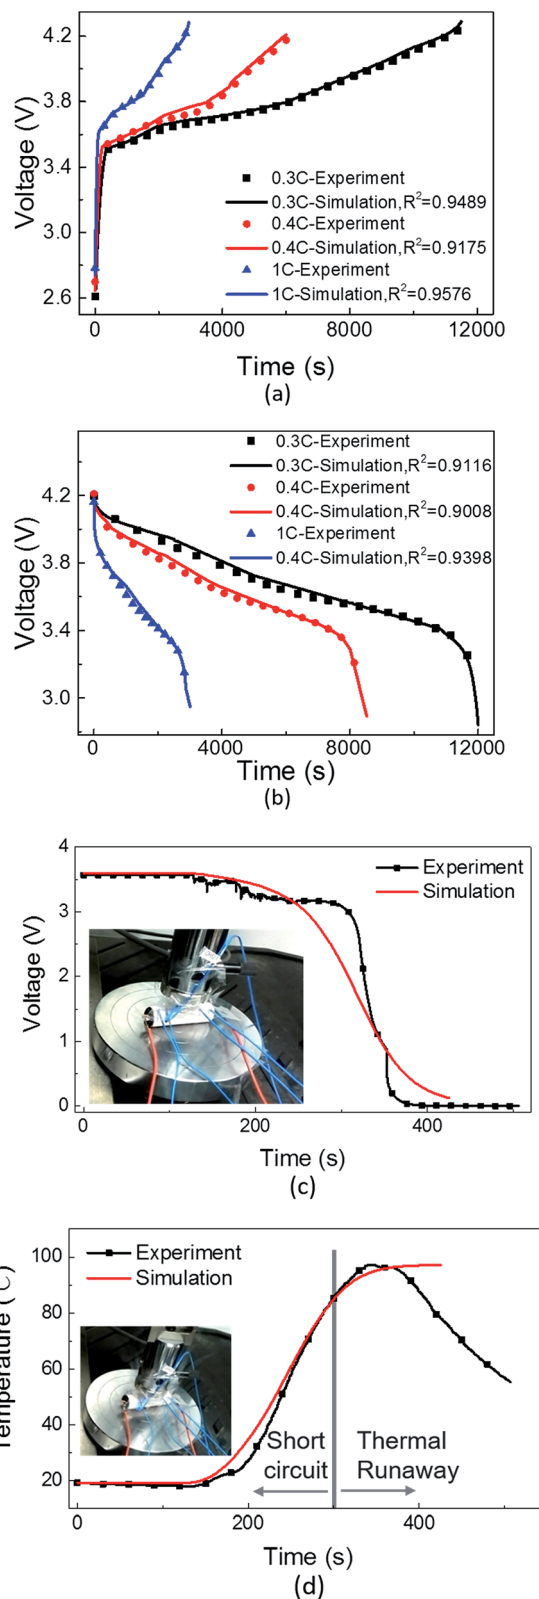 4.2
3.8
3.4
3.0
2.6
Voltage (V)
0.3C-Experiment
0.3C-Simulation,R²=0.9489
0.4C-Experiment
0.4C-Simulation,R²=0.9175
1C-Experiment
1C-Simulation,R²=0.9576
0 4000 8000 12000
Time (s)
(a)
0.3C-Experiment
0.3C-Simulation,R²=0.9116
0.4C-Experiment
0.4C-Simulation,R²=0.9008
1C-Experiment
0.4C-Simulation,R²=0.9398
4.2
3.8
3.4
3.0
Voltage (V)
0 4000 8000 12000
Time (s)
(b)
4
3
2
1
0
Voltage (V)
Experiment
Simulation
0 200 400
Time (s)
(c)
100
80
60
40
20
Temperature (℃)
Experiment
Simulation
Short
circuit
Thermal
Runaway
0 200 400
Time (s)
(d)